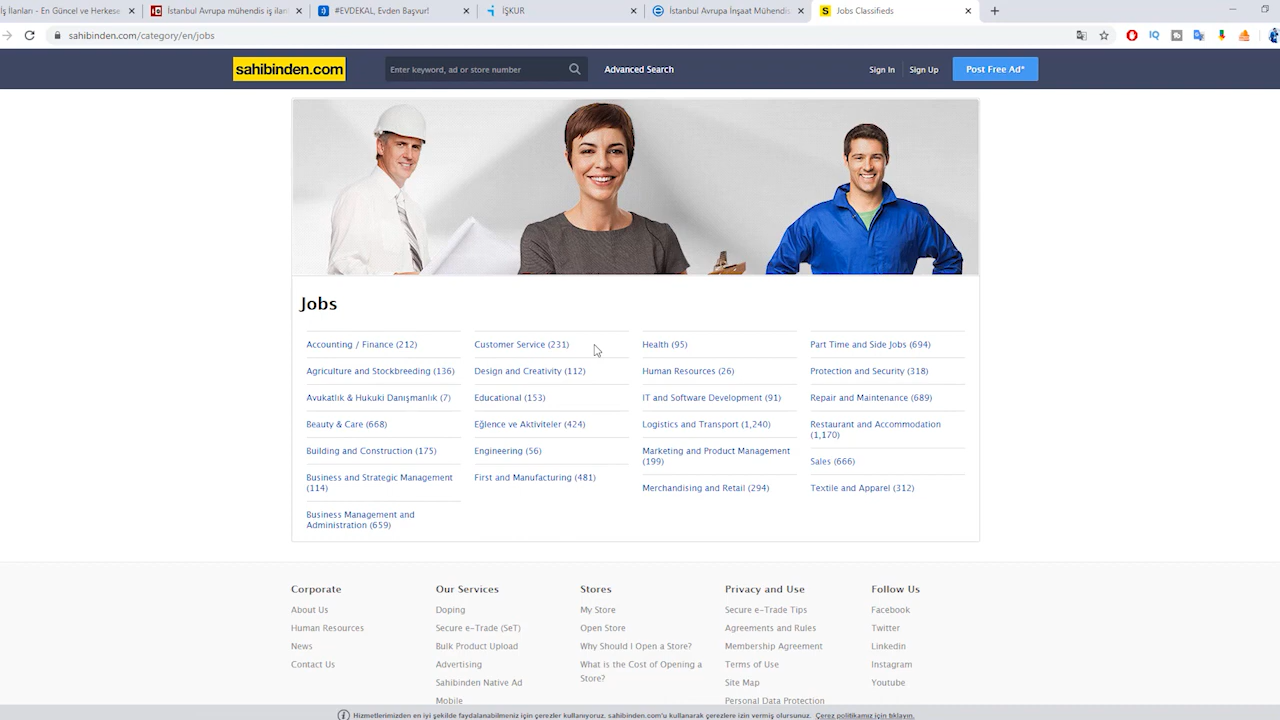 İş İlanları - En Güncel ve Herkese
İstanbul Avrupa mühendis iş ilanı
#EVDEKAL, Evden Başvur!
İŞKUR
İstanbul Avrupa İnşaat Mühendis
Jobs Classifieds
sahibinden.com/category/en/jobs
sahibinden.com
Enter keyword, ad or store number
Advanced Search
Sign In
Sign Up
Post Free Ad*
Jobs
Accounting / Finance (212)
Agriculture and Stockbreeding (136)
Avukatlık & Hukuki Danışmanlık (7)
Beauty & Care (668)
Building and Construction (175)
Business and Strategic Management
(114)
Business Management and
Administration (659)
Customer Service (231)
Design and Creativity (112)
Educational (153)
Eğlence ve Aktiviteler (424)
Engineering (56)
First and Manufacturing (481)
Health (95)
Human Resources (26)
IT and Software Development (91)
Logistics and Transport (1,240)
Marketing and Product Management
(199)
Merchandising and Retail (294)
Part Time and Side Jobs (694)
Protection and Security (318)
Repair and Maintenance (689)
Restaurant and Accommodation
(1,170)
Sales (666)
Textile and Apparel (312)
Corporate
About Us
Human Resources
News
Contact Us
Our Services
Doping
Secure e-Trade (SeT)
Bulk Product Upload
Advertising
Sahibinden Native Ad
Mobile
Stores
My Store
Open Store
Why Should I Open a Store?
What is the Cost of Opening a
Store?
Privacy and Use
Secure e-Trade Tips
Agreements and Rules
Membership Agreement
Terms of Use
Site Map
Personal Data Protection
Follow Us
Facebook
Twitter
Linkedin
Instagram
Youtube
Hizmetlerimizden en iyi şekilde faydalanabilmeniz için çerezler kullanıyoruz, sahibinden.com'u kullanarak çerezlere izin vermiş olursunuz. Çerez politikamız için tıklayın.